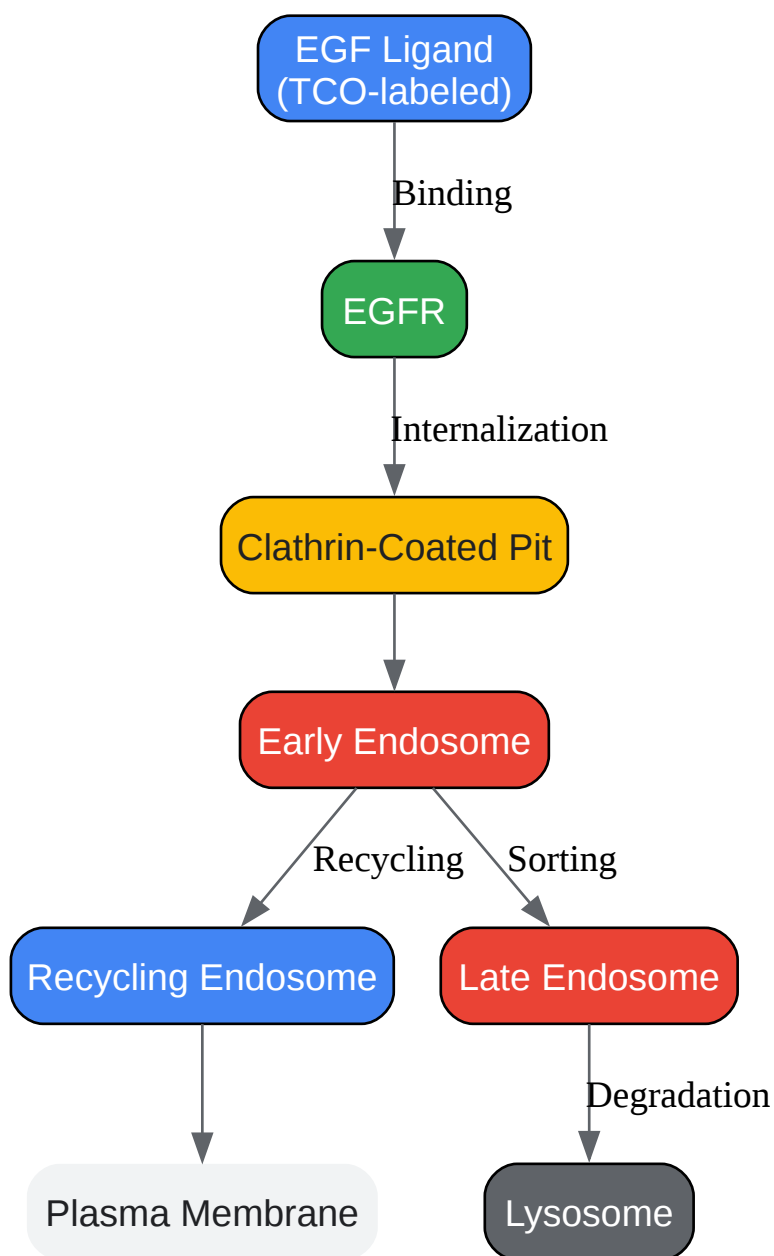 EGF Ligand
(TCO-labeled)
Binding
EGFR
Internalization
Clathrin-Coated Pit
Early Endosome
Recycling
Sorting
Recycling Endosome
Late Endosome
Degradation
Plasma Membrane
Lysosome